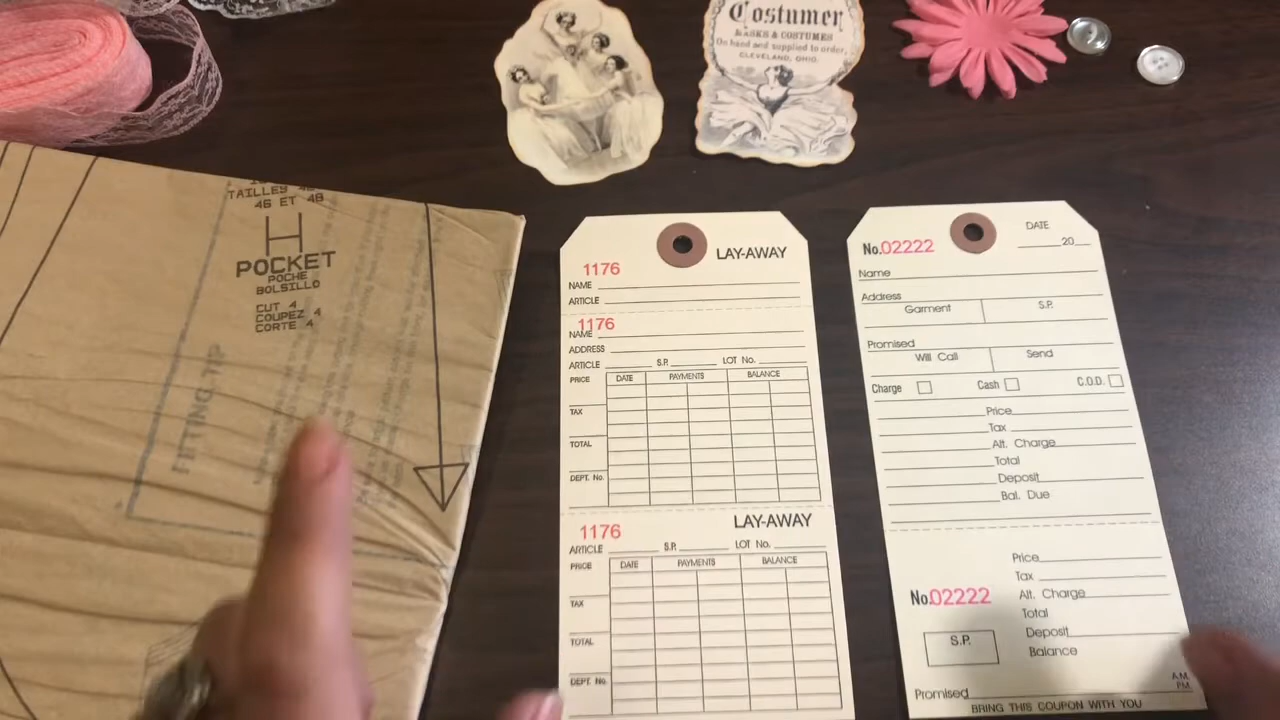 Costumer
MASKS & COSTUMES
On hand and supplied to order,
CLEVELAND, OHIO.
TAILLES 4
46 ET 48
H
POCKET
POCHE
BOLSILLO
CUT 4
COUPEZ 4
CORTE 4
FITTING TIP
LAY-AWAY
1176
NAME
ARTICLE
1176
NAME
ADDRESS
ARTICLE S.P. LOT No.
PRICE DATE PAYMENTS BALANCE
TAX
TOTAL
DEPT. No.
LAY-AWAY
1176
ARTICLE S.P. LOT No.
PRICE DATE PAYMENTS BALANCE
TAX
TOTAL
DEPT. No.
DATE
No.02222 20
Name
Address
Garment S.P.
Promised
Will Call Send
Charge Cash C.O.D.
Price
Tax
Alt. Charge
Total
Deposit
Bal. Due
Price
Tax
No.02222 Alt. Charge
Total
S.P. Deposit
Balance
A.M.
Promised P.M.
BRING THIS COUPON WITH YOU